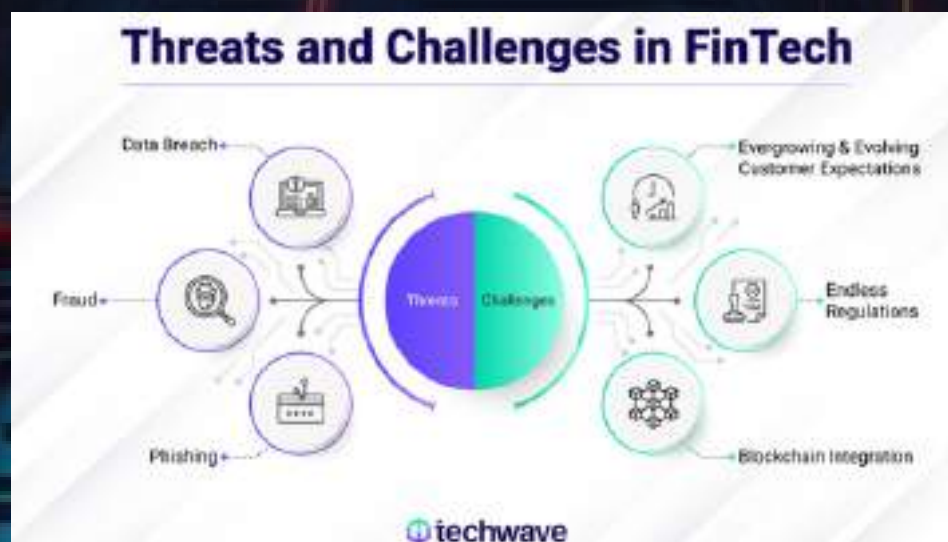 Threats and Challenges in FinTech
Data Breach
Fraud
Phishing
Threats
Challenges
Evergrowing & Evolving
Customer Expectations
Endless
Regulations
Blockchain Integration
techwave